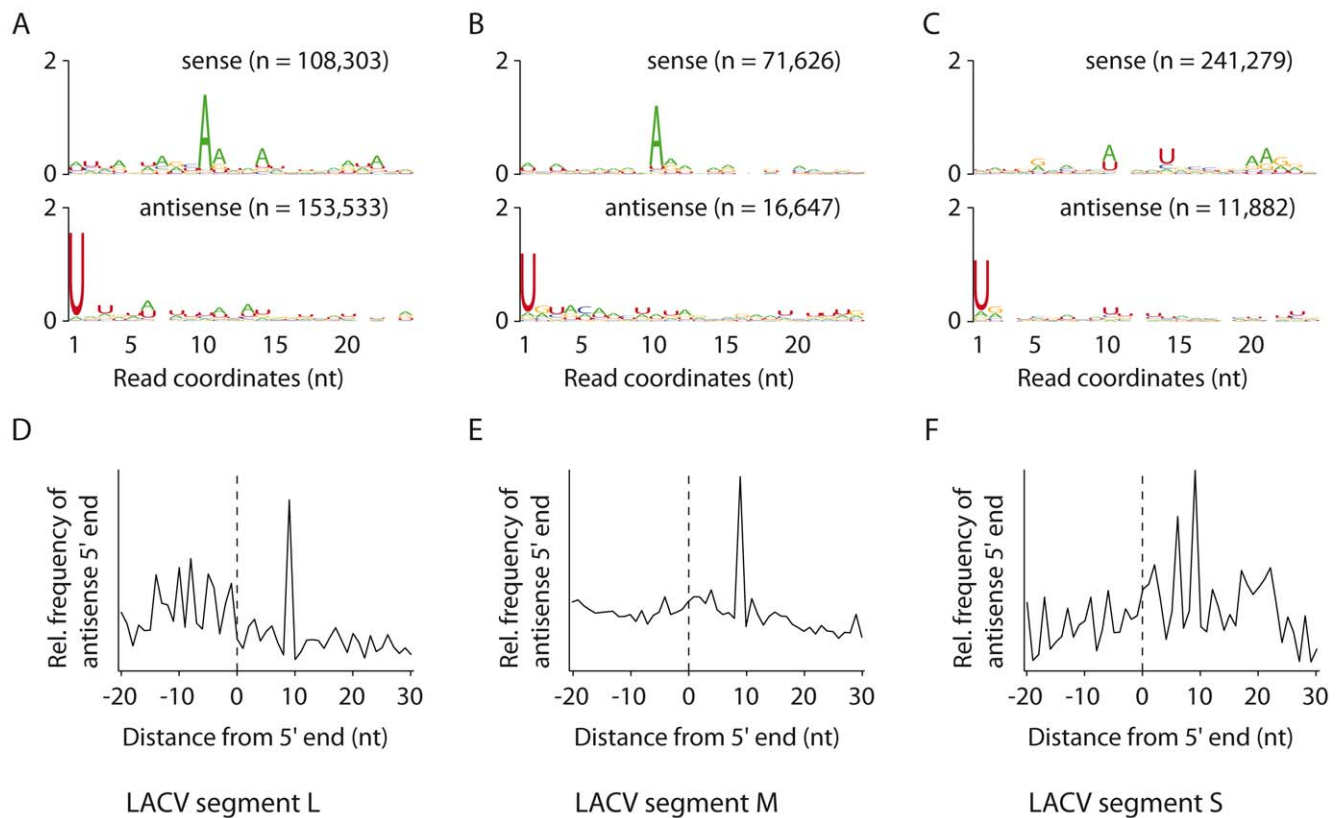 A
B
C
2
sense (n = 108,303)
2
sense (n = 71,626)
2
sense (n = 241,279)
A
A
A
U
0
0
0
2
antisense (n = 153,533)
2
antisense (n = 16,647)
2
antisense (n = 11,882)
U
U
U
0
0
0
1 5 10 15 20
1 5 10 15 20
1 5 10 15 20
Read coordinates (nt)
Read coordinates (nt)
Read coordinates (nt)
D
E
F
Rel. frequency of
antisense 5' end
Rel. frequency of
antisense 5' end
Rel. frequency of
antisense 5' end
-20 -10 0 10 20 30
-20 -10 0 10 20 30
-20 -10 0 10 20 30
Distance from 5' end (nt)
Distance from 5' end (nt)
Distance from 5' end (nt)
LACV segment L
LACV segment M
LACV segment S